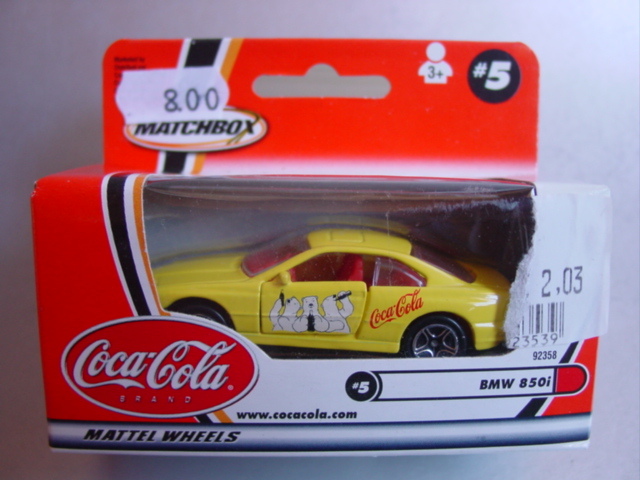 8.00
MATCHBOX
3+
#5
Coca-Cola
2,03
23539
92358
Coca-Cola
BRAND
#5
BMW 850i
www.cocacola.com
MATTEL WHEELS